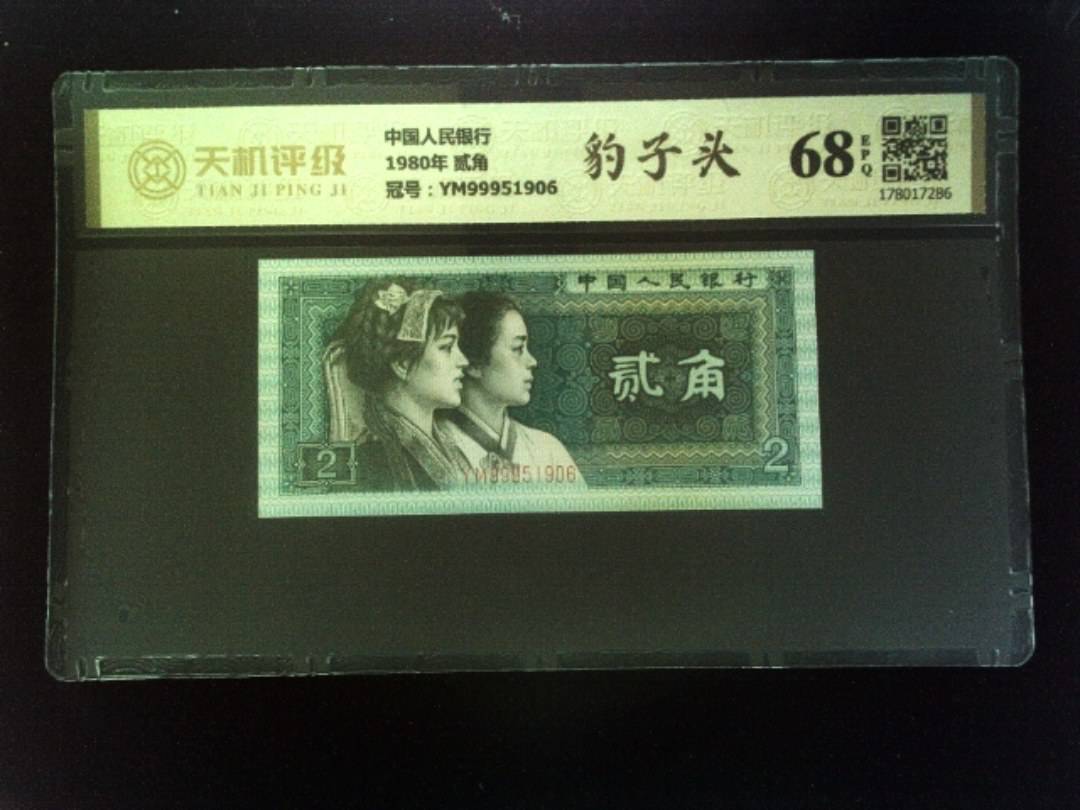 天机评级
TIAN JI PING JI
中国人民银行
1980年 贰角
冠号：YM99951906
豹子头
68
EPQ
178017286
中国人民银行
贰角
2
2
YM99951906